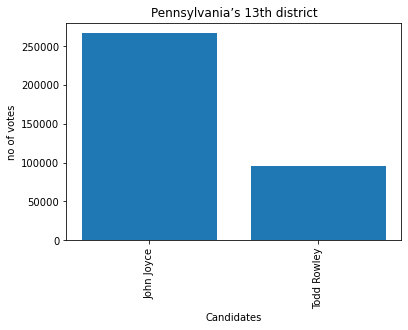 Pennsylvania’s 13th district
no of votes
250000
200000
150000
100000
50000
0
John Joyce
Todd Rowley
Candidates